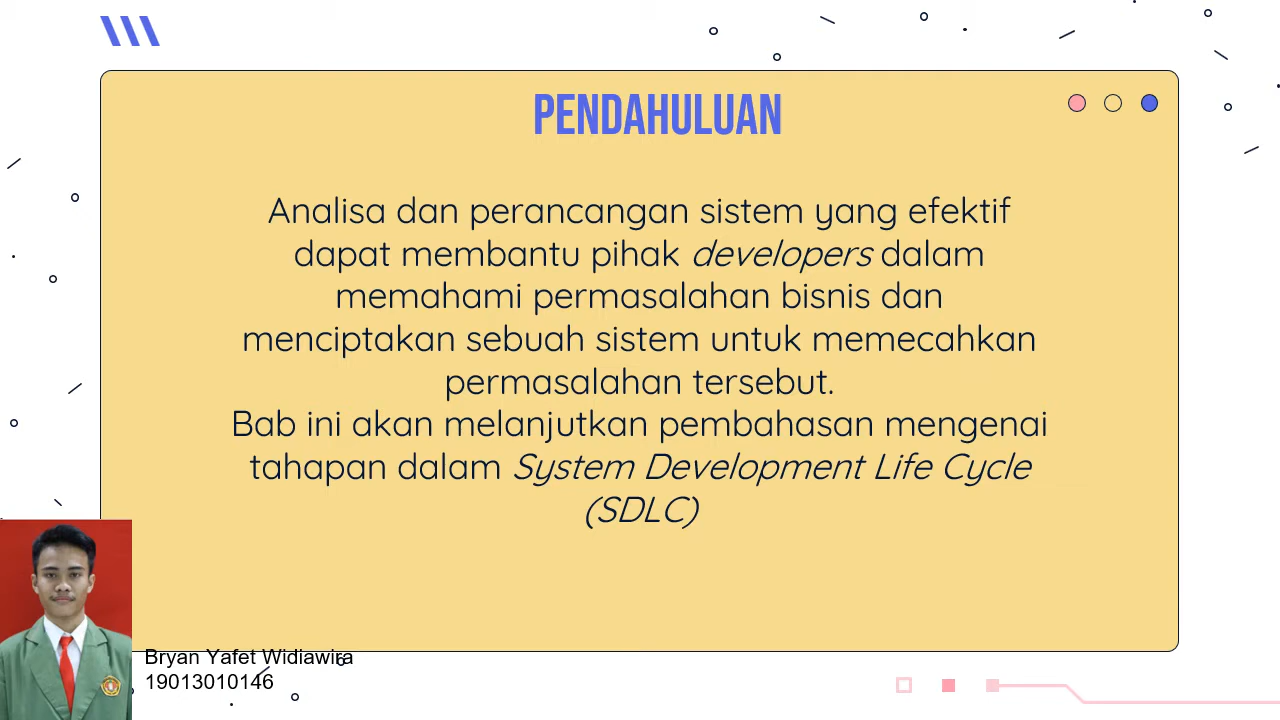 PENDAHULUAN
Analisa dan perancangan sistem yang efektif
dapat membantu pihak developers dalam
memahami permasalahan bisnis dan
menciptakan sebuah sistem untuk memecahkan
permasalahan tersebut.
Bab ini akan melanjutkan pembahasan mengenai
tahapan dalam System Development Life Cycle
(SDLC)
Bryan Yafet Widiawira
19013010146